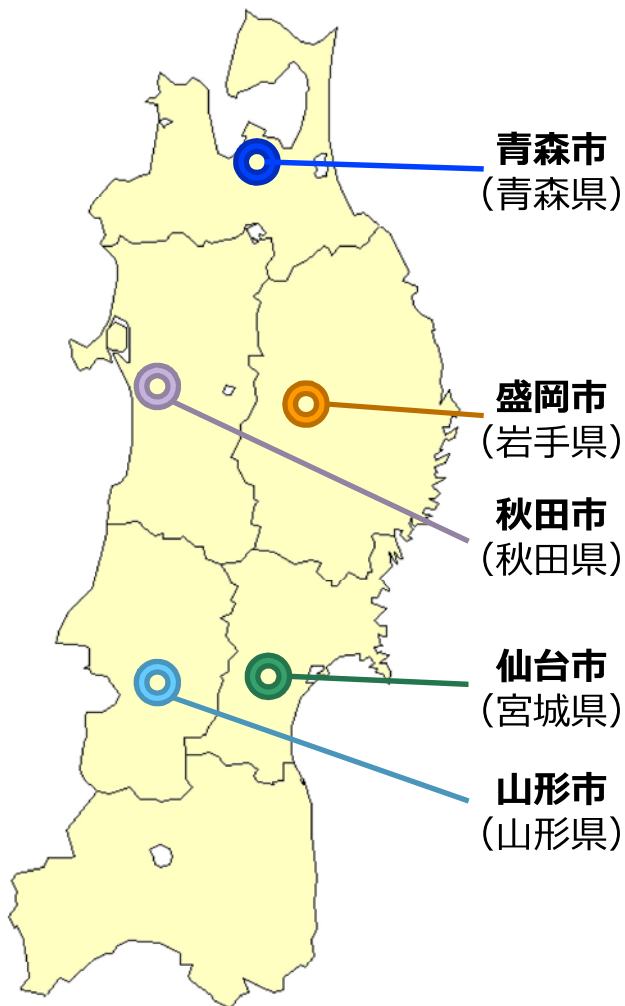 青森市
（青森県）
盛岡市
（岩手県）
秋田市
（秋田県）
仙台市
（宮城県）
山形市
（山形県）